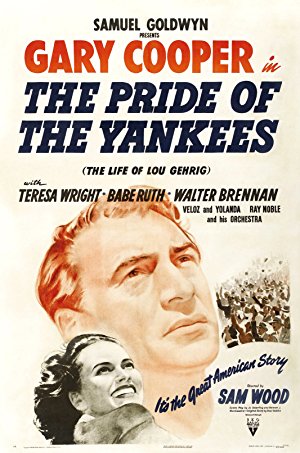 SAMUEL GOLDWYN
PRESENTS
GARY COOPER in
THE PRIDE OF
THE YANKEES
(THE LIFE OF LOU GEHRIG)
with
TERESA WRIGHT · BABE RUTH · WALTER BRENNAN
VELOZ and YOLANDA RAY NOBLE
and his ORCHESTRA
It's the Great American Story
Directed by
SAM WOOD
RKO
RADIO